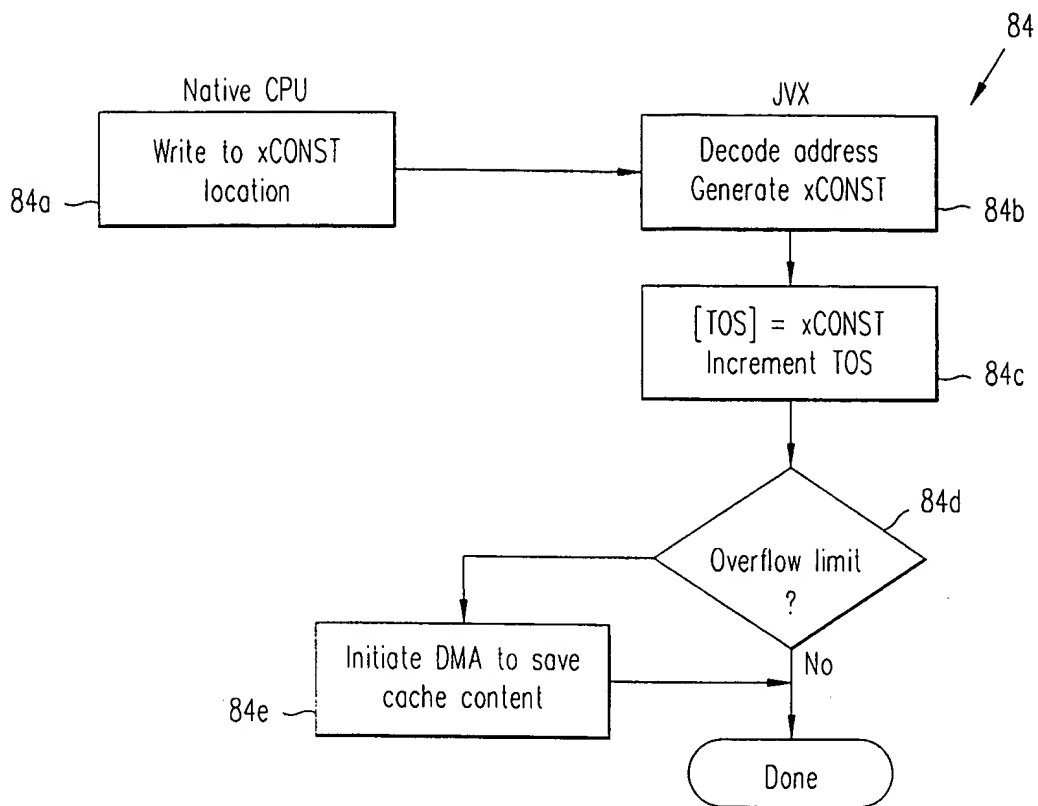 84
Native CPU
JVX
Write to xCONST
location
84a
Decode address
Generate xCONST
84b
[TOS] = xCONST
Increment TOS
84c
84d
Overflow limit
?
Initiate DMA to save
cache content
84e
No
Done